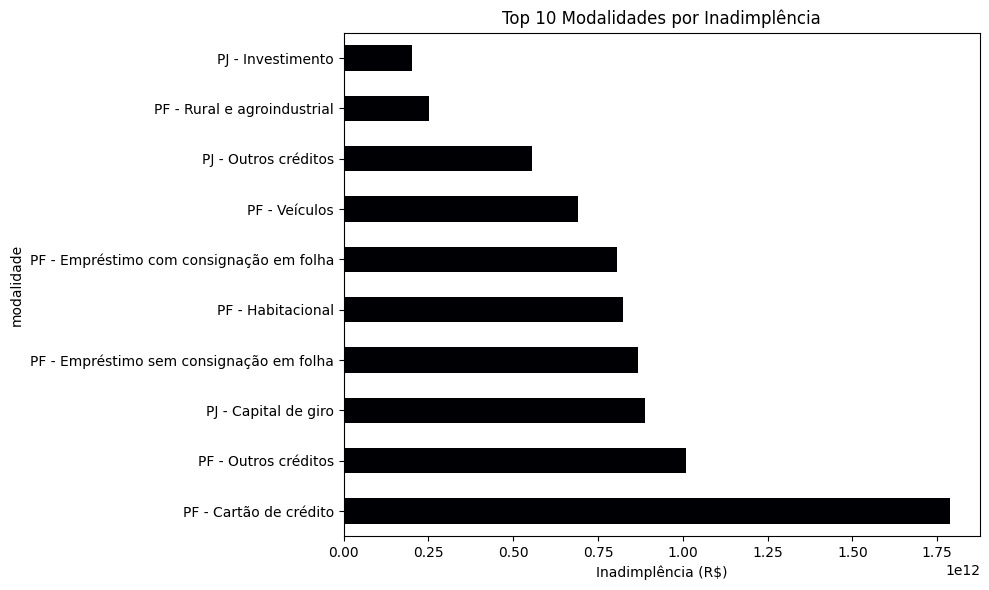 Top 10 Modalidades por Inadimplência
modalidade
PJ - Investimento
PF - Rural e agroindustrial
PJ - Outros créditos
PF - Veículos
PF - Empréstimo com consignação em folha
PF - Habitacional
PF - Empréstimo sem consignação em folha
PJ - Capital de giro
PF - Outros créditos
PF - Cartão de crédito
0.00 0.25 0.50 0.75 1.00 1.25 1.50 1.75
1e12
Inadimplência (R$)